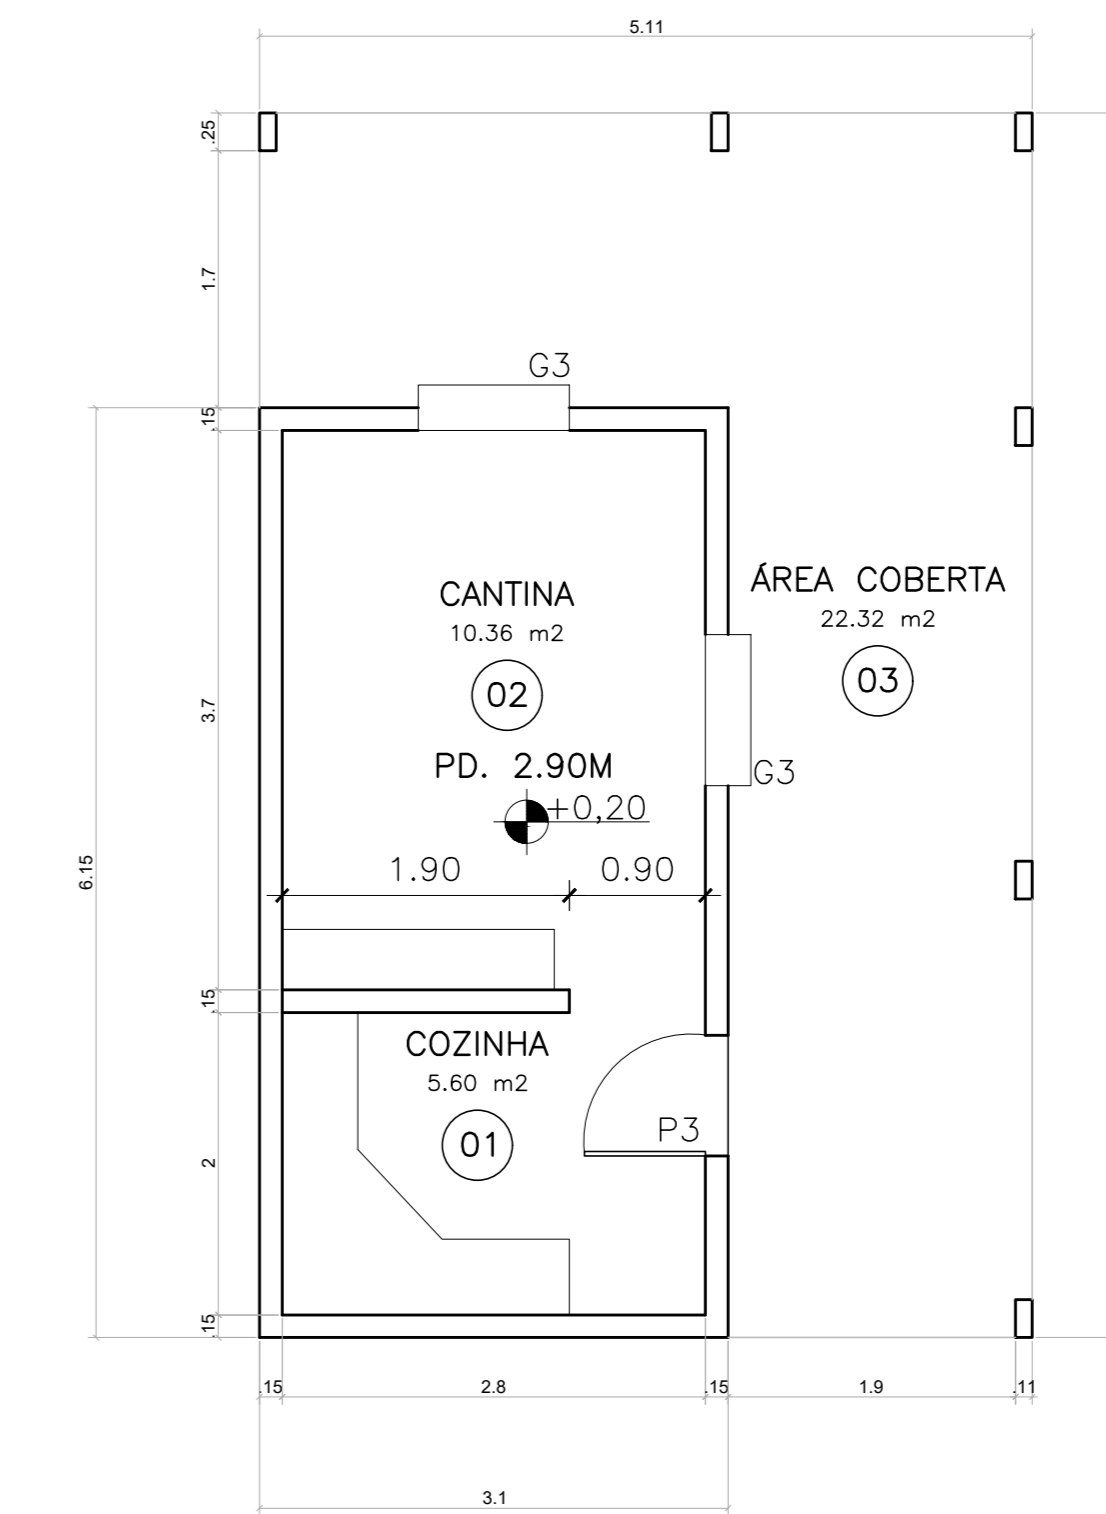 5.11
.25
1.7
G3
.15
CANTINA
10.36 m2
02
ÁREA COBERTA
22.32 m2
03
3.7
PD. 2.90M
G3
+0,20
6.15
1.90
0.90
.15
COZINHA
5.60 m2
01
P3
2
.15
.15
2.8
.15
1.9
.11
3.1